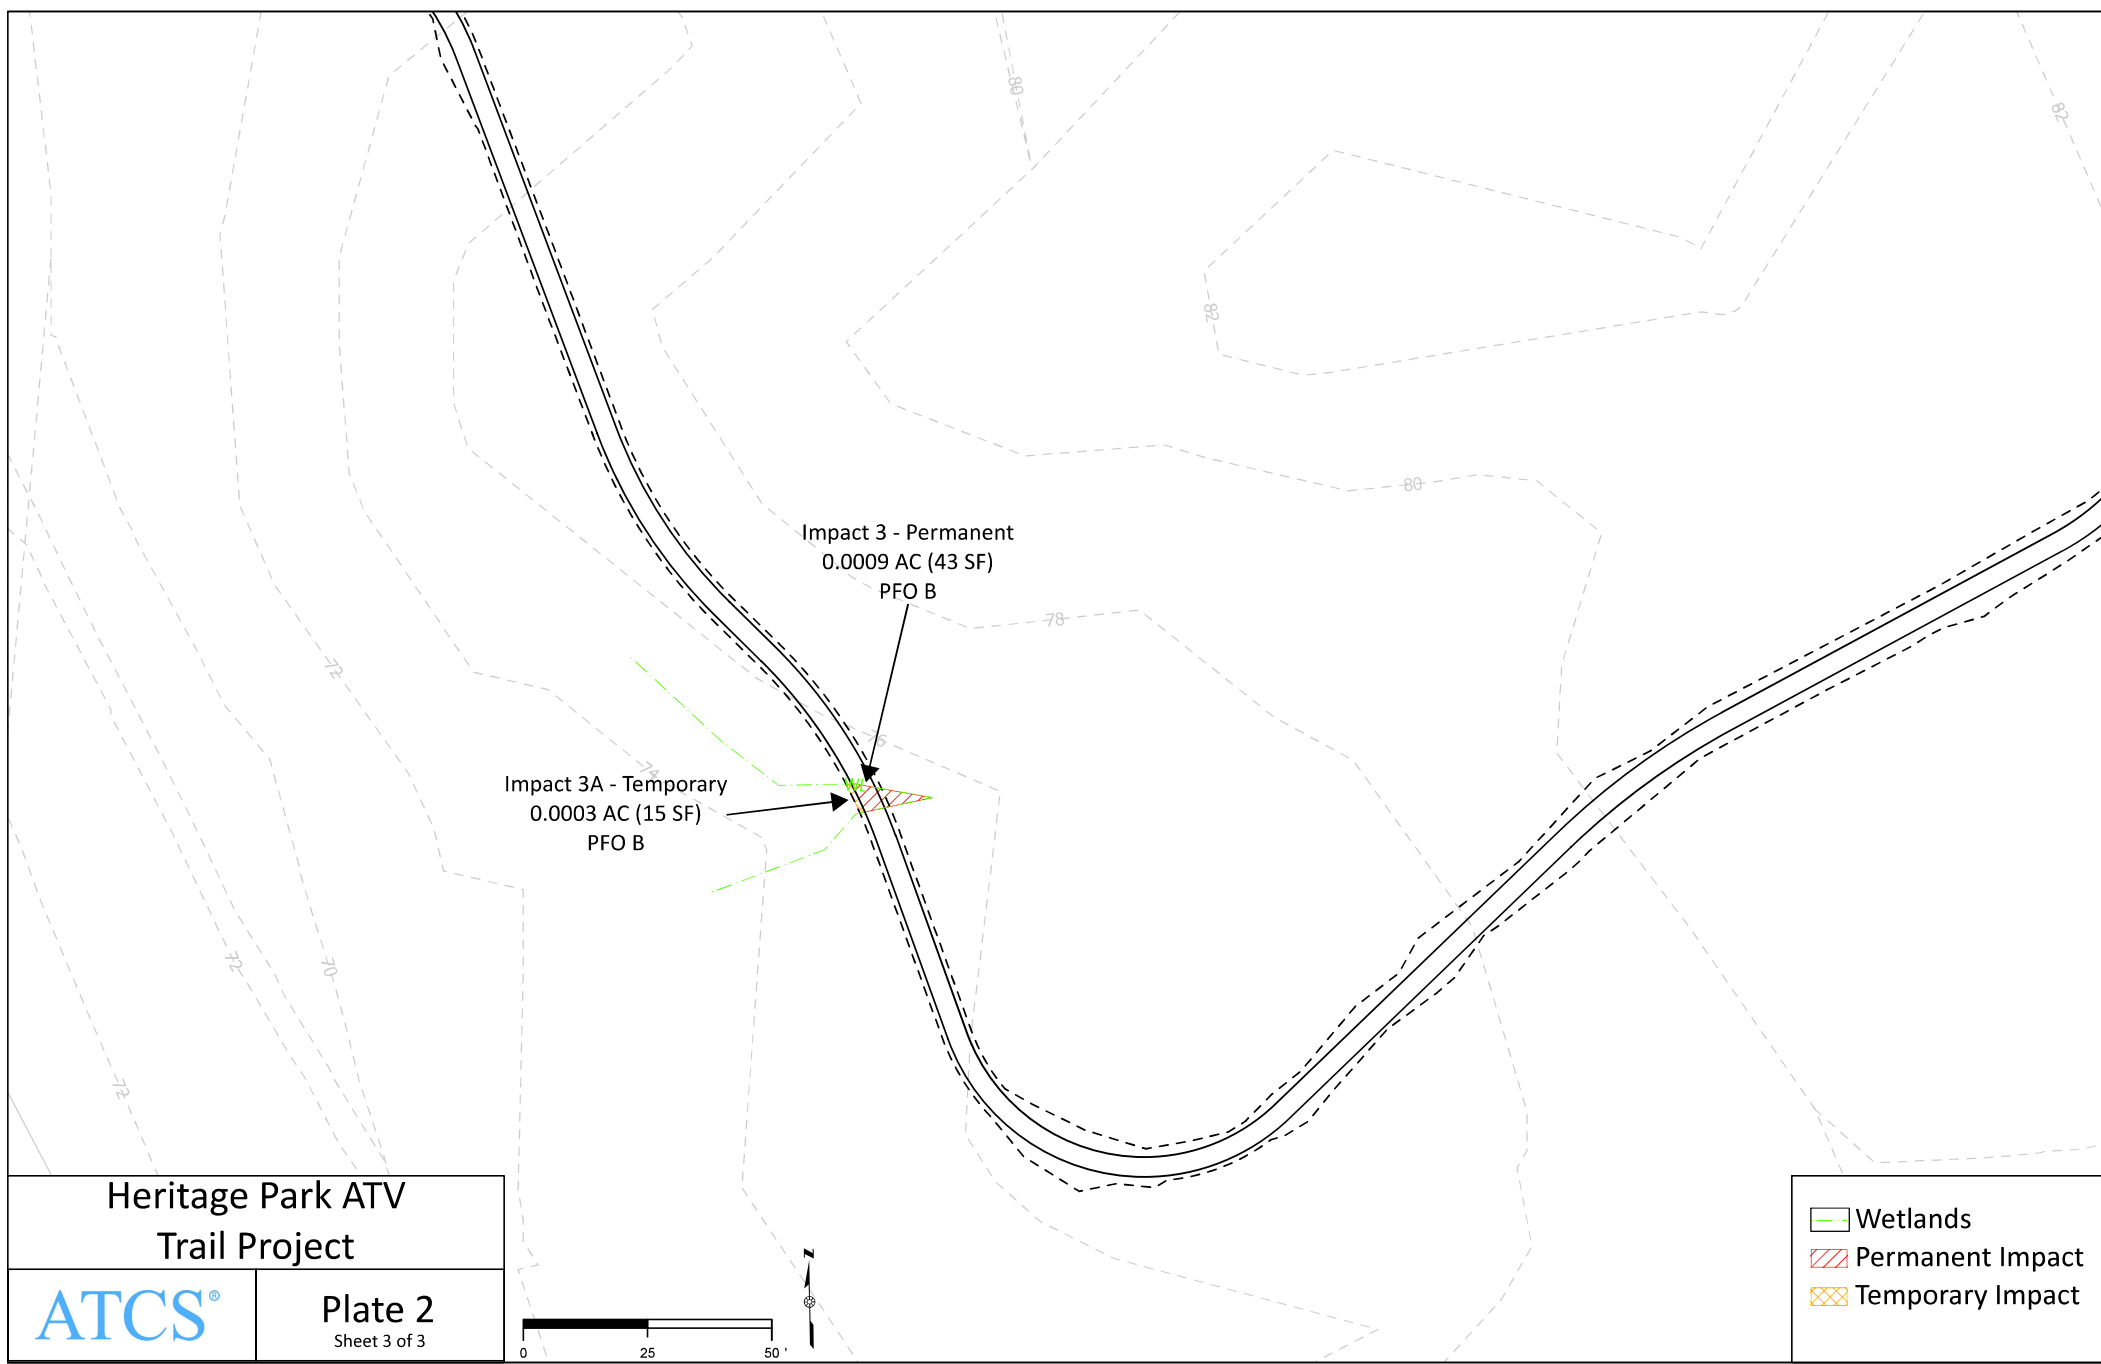 80
82
82
80
Impact 3 - Permanent
0.0009 AC (43 SF)
PFO B
78
72
76
74
WL
Impact 3A - Temporary
0.0003 AC (15 SF)
PFO B
72
70
72
Heritage Park ATV
Trail Project
ATCS®
Plate 2
Sheet 3 of 3
0 25 50 '
N
Wetlands
Permanent Impact
Temporary Impact